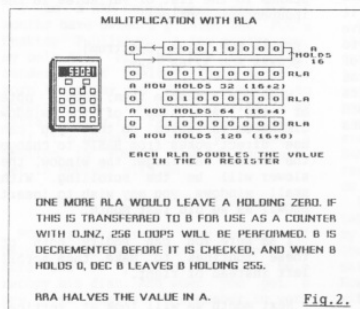 MULITPLICATION WITH RLA
0 0 0 0 1 0 0 0 0 A HOLDS 16
0 0 0 1 0 0 0 0 0 RLA
A NOW HOLDS 32 (16*2)
0 0 1 0 0 0 0 0 0 RLA
A NOW HOLDS 64 (16*4)
0 1 0 0 0 0 0 0 0 RLA
A NOW HOLDS 128 (16*8)
EACH RLA DOUBLES THE VALUE
IN THE A REGISTER
ONE MORE RLA WOULD LEAVE A HOLDING ZERO. IF
THIS IS TRANSFERRED TO B FOR USE AS A COUNTER
WITH DJNZ, 256 LOOPS WILL BE PERFORMED. B IS
DECREMENTED BEFORE IT IS CHECKED, AND WHEN B
HOLDS 0, DEC B LEAVES B HOLDING 255.
RRA HALVES THE VALUE IN A.
Fig.2.